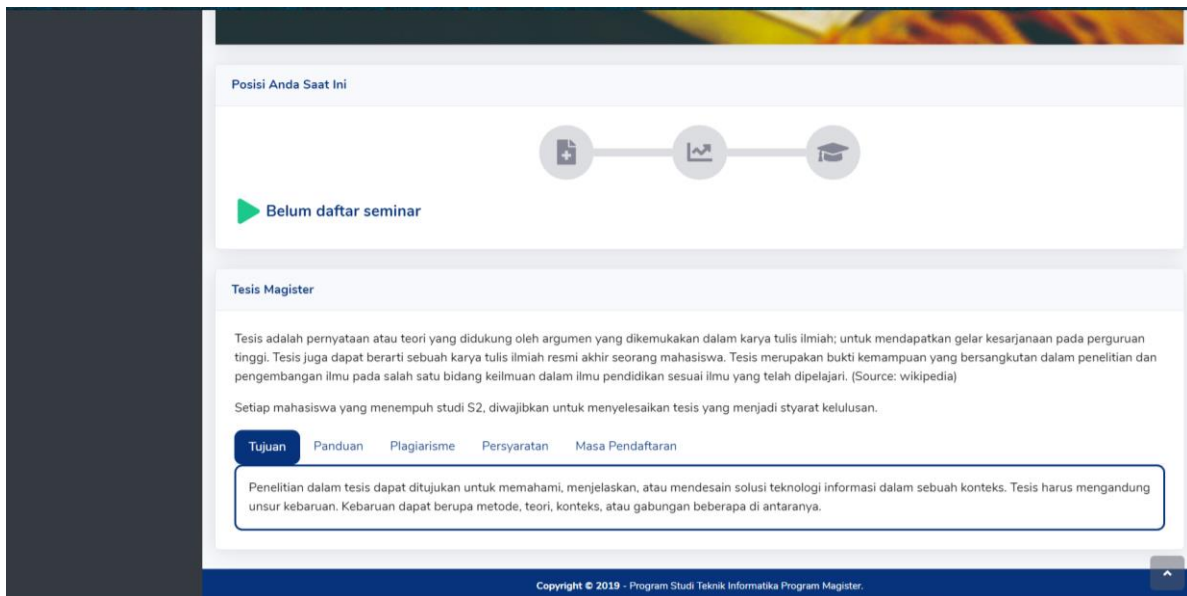 Posisi Anda Saat Ini
Belum daftar seminar
Tesis Magister
Tesis adalah pernyataan atau teori yang didukung oleh argumen yang dikemukakan dalam karya tulis ilmiah; untuk mendapatkan gelar kesarjanaan pada perguruan
tinggi. Tesis juga dapat berarti sebuah karya tulis ilmiah resmi akhir seorang mahasiswa. Tesis merupakan bukti kemampuan yang bersangkutan dalam penelitian dan
pengembangan ilmu pada salah satu bidang keilmuan dalam ilmu pendidikan sesuai ilmu yang telah dipelajari. (Source: wikipedia)
Setiap mahasiswa yang menempuh studi S2, diwajibkan untuk menyelesaikan tesis yang menjadi styarat kelulusan.
Tujuan Panduan Plagiarisme Persyaratan Masa Pendaftaran
Penelitian dalam tesis dapat ditujukan untuk memahami, menjelaskan, atau mendesain solusi teknologi informasi dalam sebuah konteks. Tesis harus mengandung
unsur kebaruan. Kebaruan dapat berupa metode, teori, konteks, atau gabungan beberapa di antaranya.
Copyright © 2019 - Program Studi Teknik Informatika Program Magister.